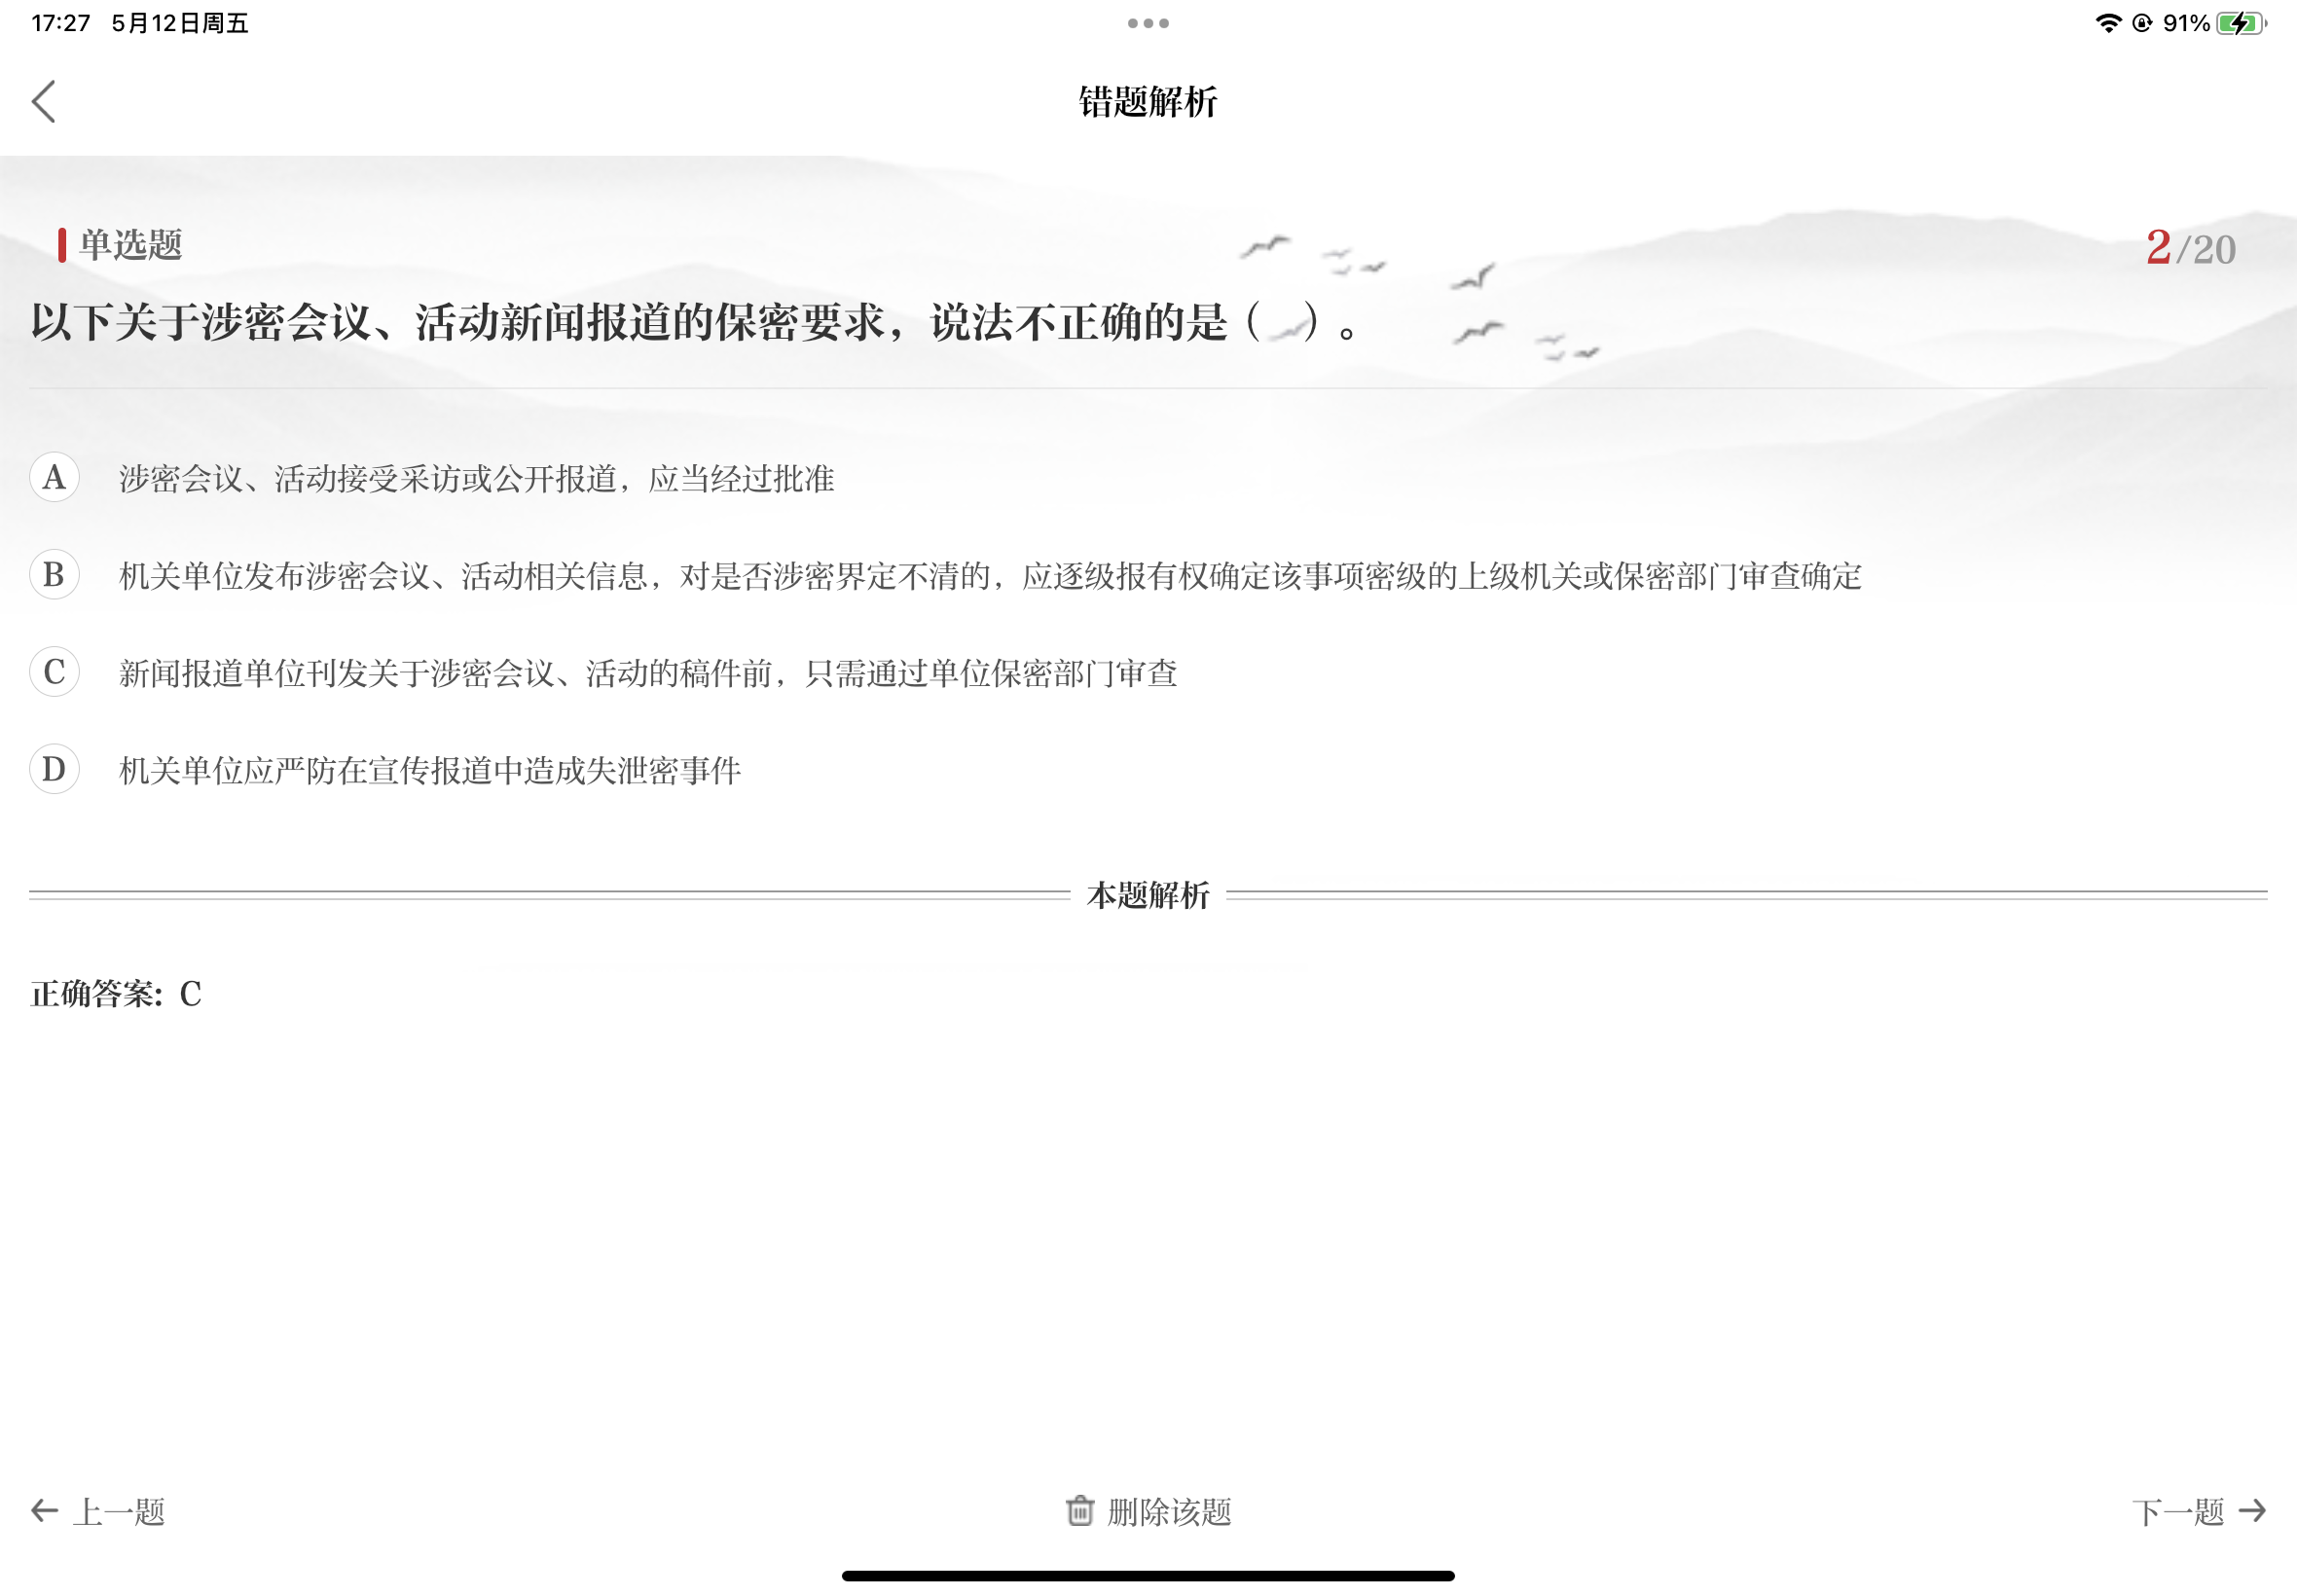 17:27 5月12日周五
91%
错题解析
单选题
2/20
以下关于涉密会议、活动新闻报道的保密要求，说法不正确的是（ ）。
A 涉密会议、活动接受采访或公开报道，应当经过批准
B 机关单位发布涉密会议、活动相关信息，对是否涉密界定不清的，应逐级报有权确定该事项密级的上级机关或保密部门审查确定
C 新闻报道单位刊发关于涉密会议、活动的稿件前，只需通过单位保密部门审查
D 机关单位应严防在宣传报道中造成失泄密事件
本题解析
正确答案: C
上一题 删除该题 下一题